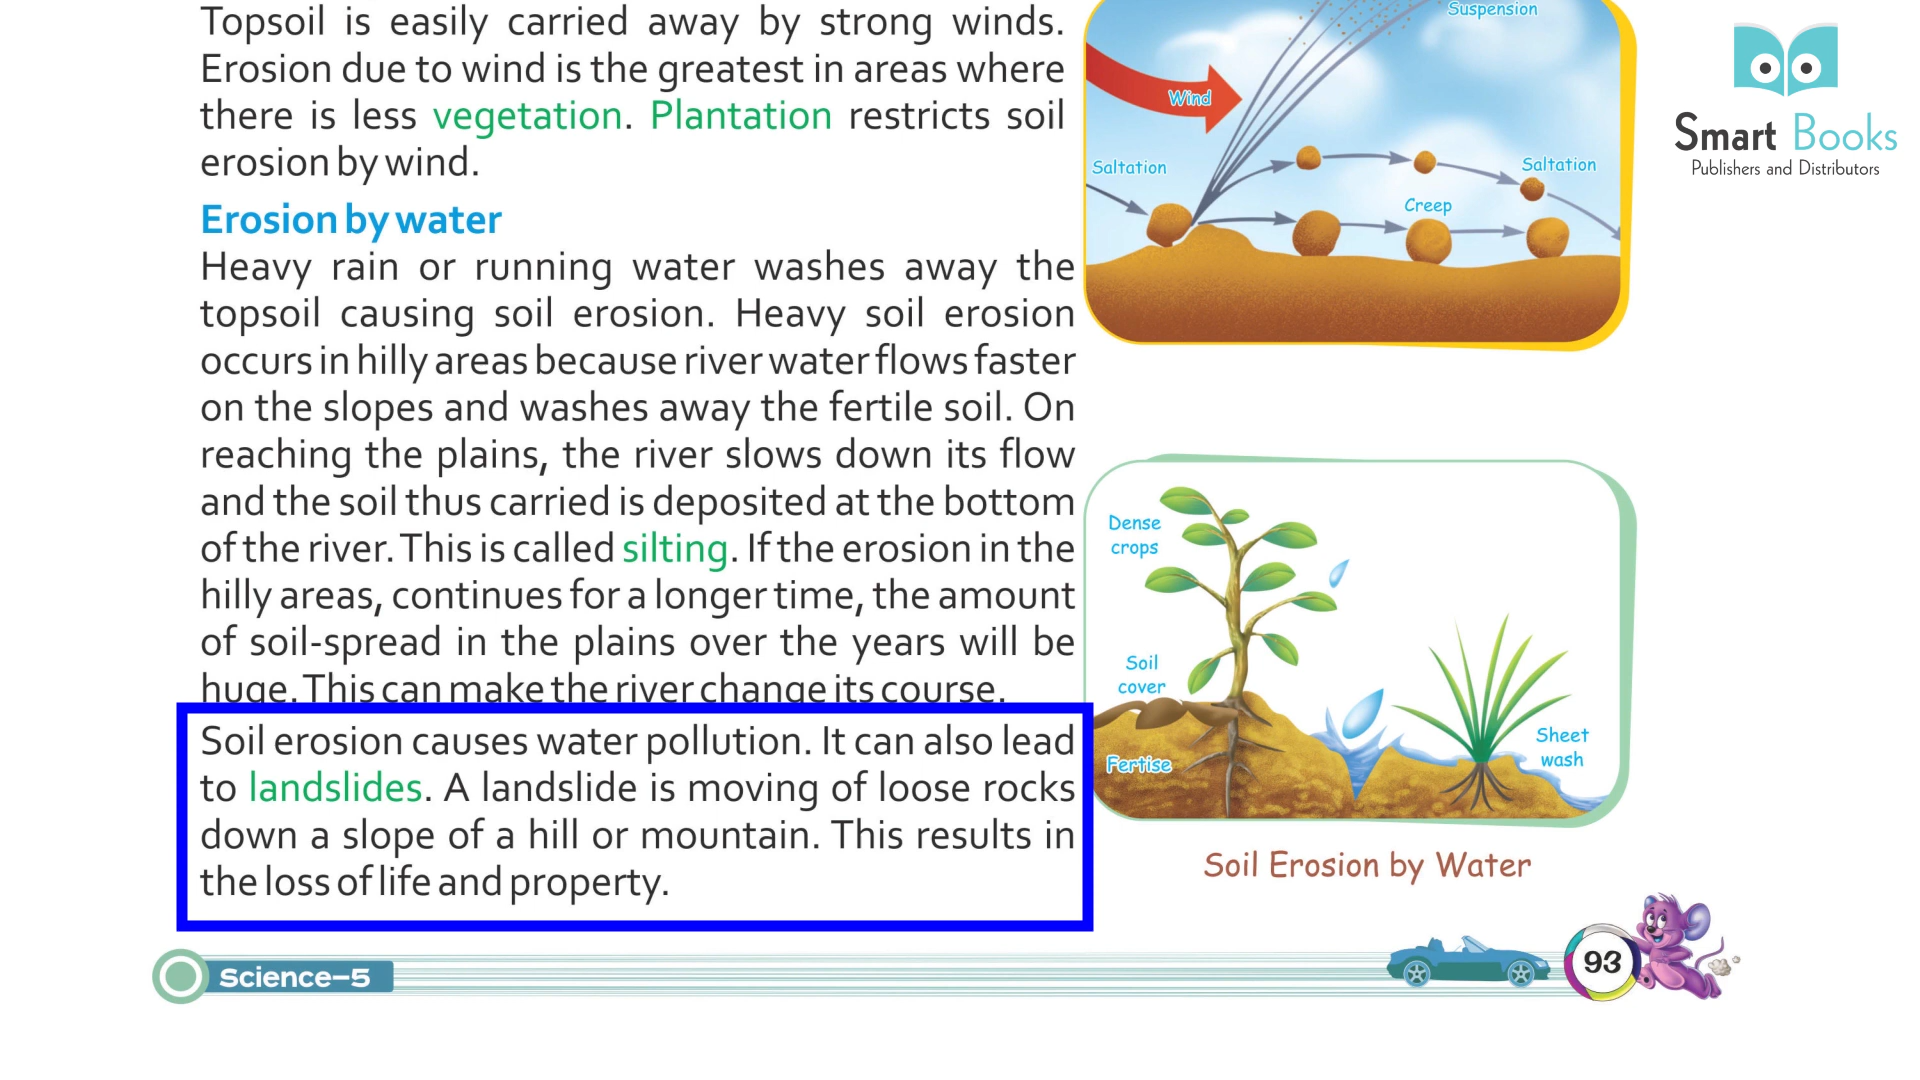 Topsoil is easily carried away by strong winds.
Erosion due to wind is the greatest in areas where
there is less vegetation. Plantation restricts soil
erosion by wind.
Erosion by water
Heavy rain or running water washes away the
topsoil causing soil erosion. Heavy soil erosion
occurs in hilly areas because river water flows faster
on the slopes and washes away the fertile soil. On
reaching the plains, the river slows down its flow
and the soil thus carried is deposited at the bottom
of the river. This is called silting. If the erosion in the
hilly areas, continues for a longer time, the amount
of soil-spread in the plains over the years will be
huge. This can make the river change its course.
Soil erosion causes water pollution. It can also lead
to landslides. A landslide is moving of loose rocks
down a slope of a hill or mountain. This results in
the loss of life and property.
Suspension
Wind
Saltation
Saltation
Creep
Dense
crops
Soil
cover
Fertise
Sheet
wash
Soil Erosion by Water
Smart Books
Publishers and Distributors
Science–5
93